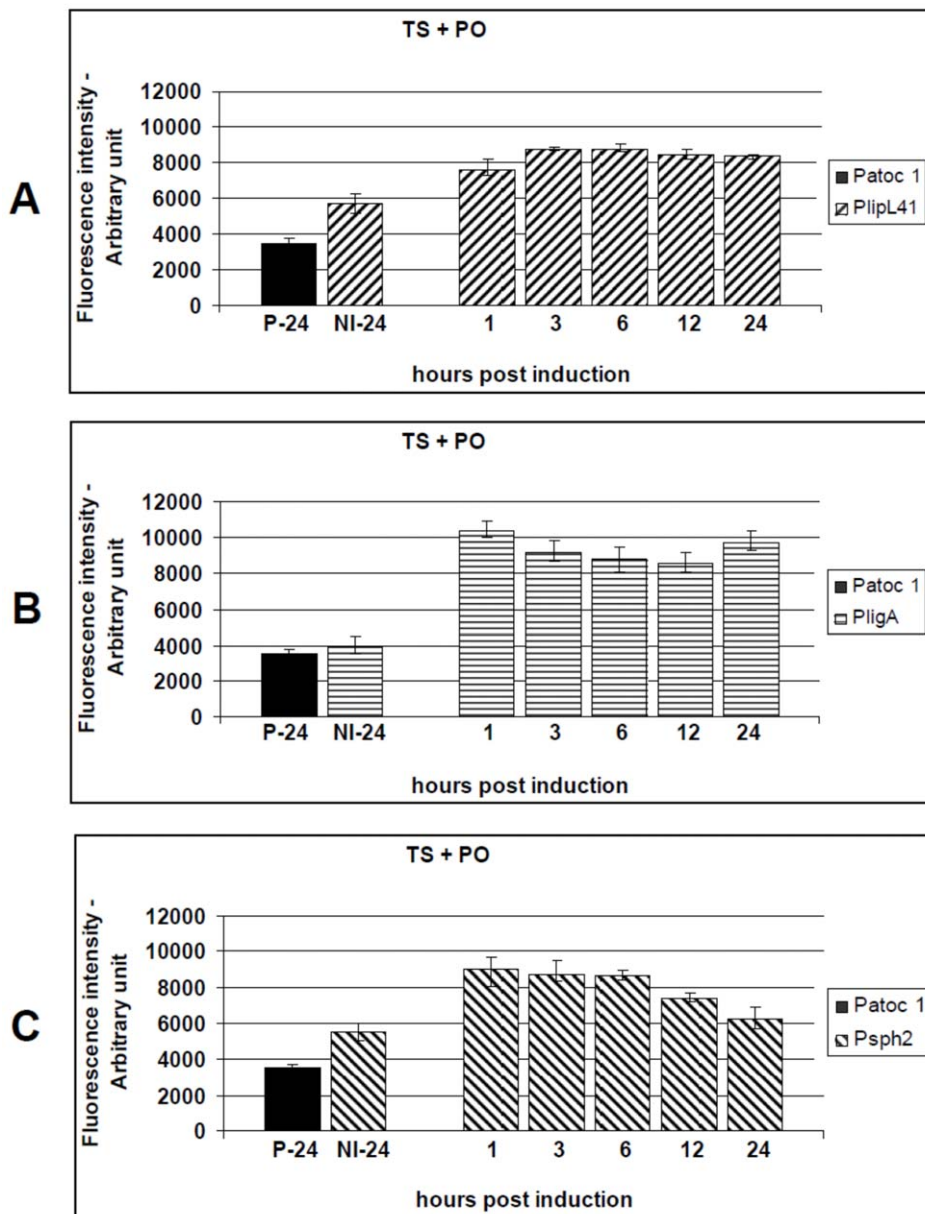 A
TS + PO
Fluorescence intensity -
Arbitrary unit
12000
10000
8000
6000
4000
2000
0
P-24 NI-24 1 3 6 12 24
hours post induction
Patoc 1
PlipL41
B
TS + PO
Fluorescence intensity -
Arbitrary unit
12000
10000
8000
6000
4000
2000
0
P-24 NI-24 1 3 6 12 24
hours post induction
Patoc 1
PligA
C
TS + PO
Fluorescence intensity -
Arbitrary unit
12000
10000
8000
6000
4000
2000
0
P-24 NI-24 1 3 6 12 24
hours post induction
Patoc 1
Psph2